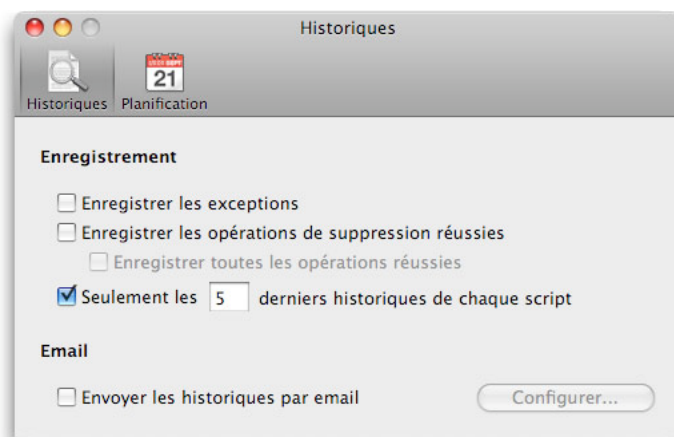 Historiques
21
Historiques Planification
Enregistrement
Enregistrer les exceptions
Enregistrer les opérations de suppression réussies
Enregistrer toutes les opérations réussies
Seulement les 5 derniers historiques de chaque script
Email
Envoyer les historiques par email Configurer...